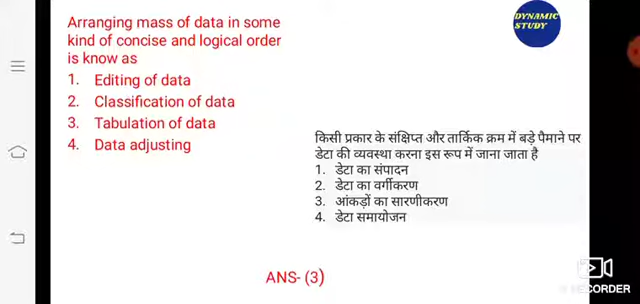 Arranging mass of data in some
kind of concise and logical order
is know as
1. Editing of data
2. Classification of data
3. Tabulation of data
4. Data adjusting
DYNAMIC
STUDY
किसी प्रकार के संक्षिप्त और तार्किक क्रम में बड़े पैमाने पर
डेटा की व्यवस्था करना इस रूप में जाना जाता है
1. डेटा का संपादन
2. डेटा का वर्गीकरण
3. आंकड़ों का सारणीकरण
4. डेटा समायोजन
ANS- (3)